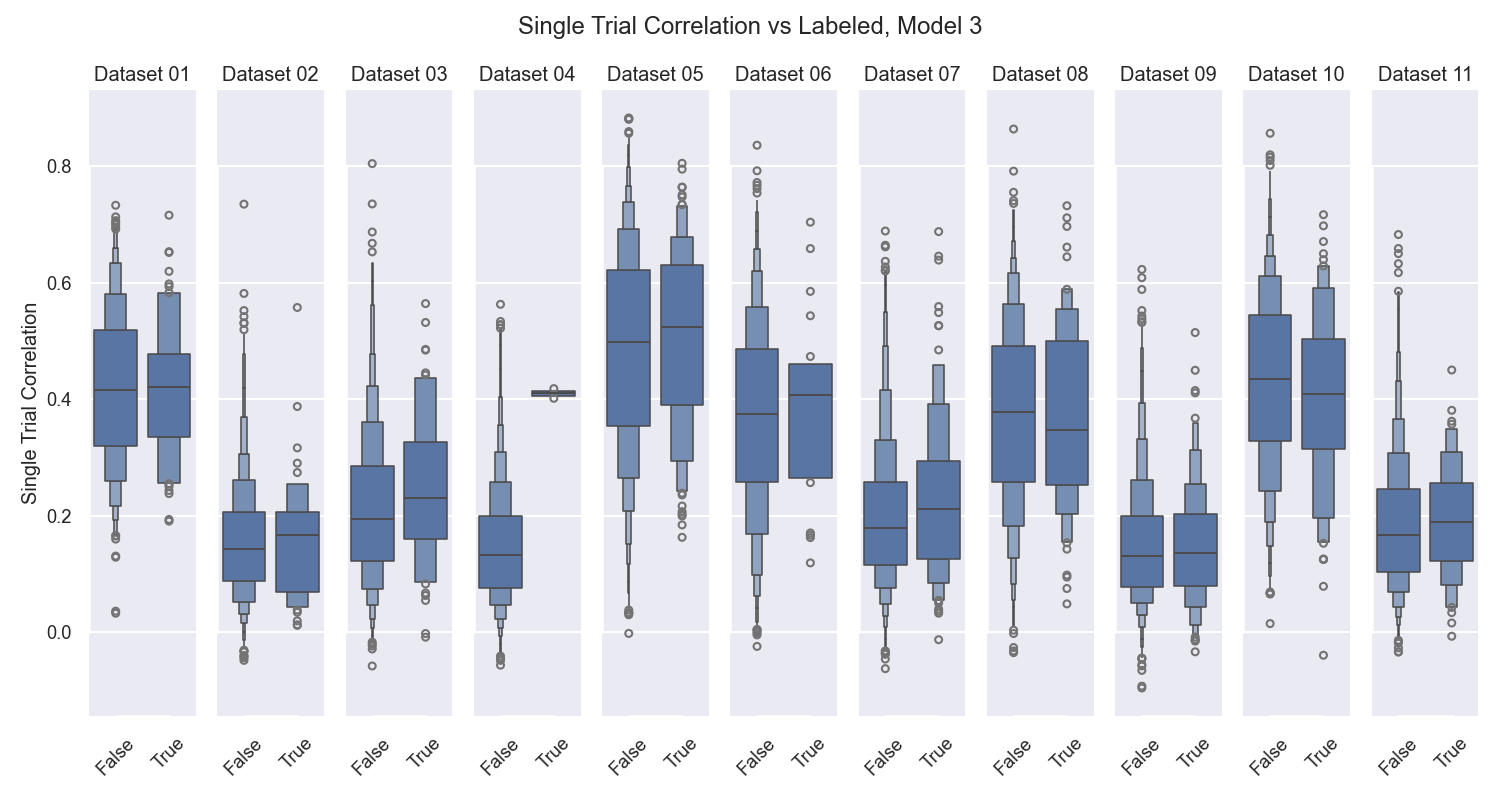 Single Trial Correlation vs Labeled, Model 3
Dataset 01 Dataset 02 Dataset 03 Dataset 04 Dataset 05 Dataset 06 Dataset 07 Dataset 08 Dataset 09 Dataset 10 Dataset 11
Single Trial Correlation
0.8
0.6
0.4
0.2
0.0
False True False True False True False True False True False True False True False True False True False True False True